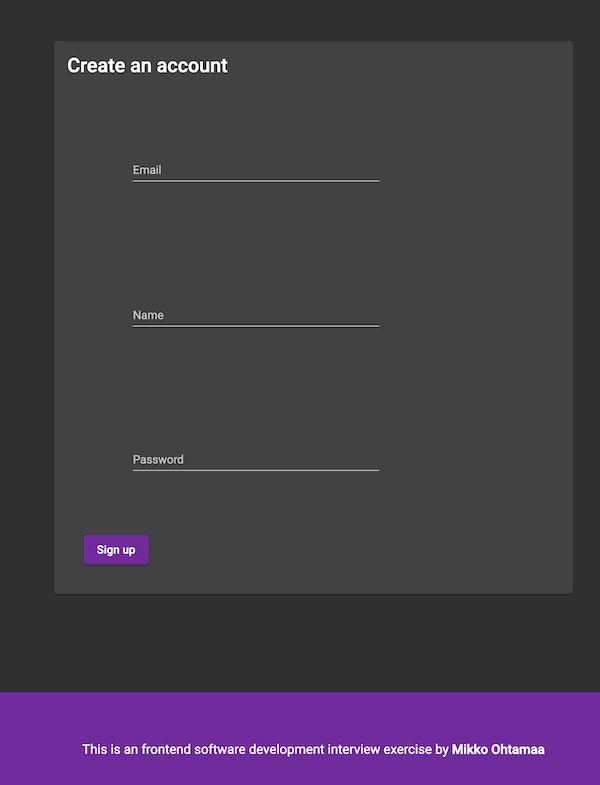 Create an account
Email
Name
Password
Sign up
This is an frontend software development interview exercise by Mikko Ohtamaa